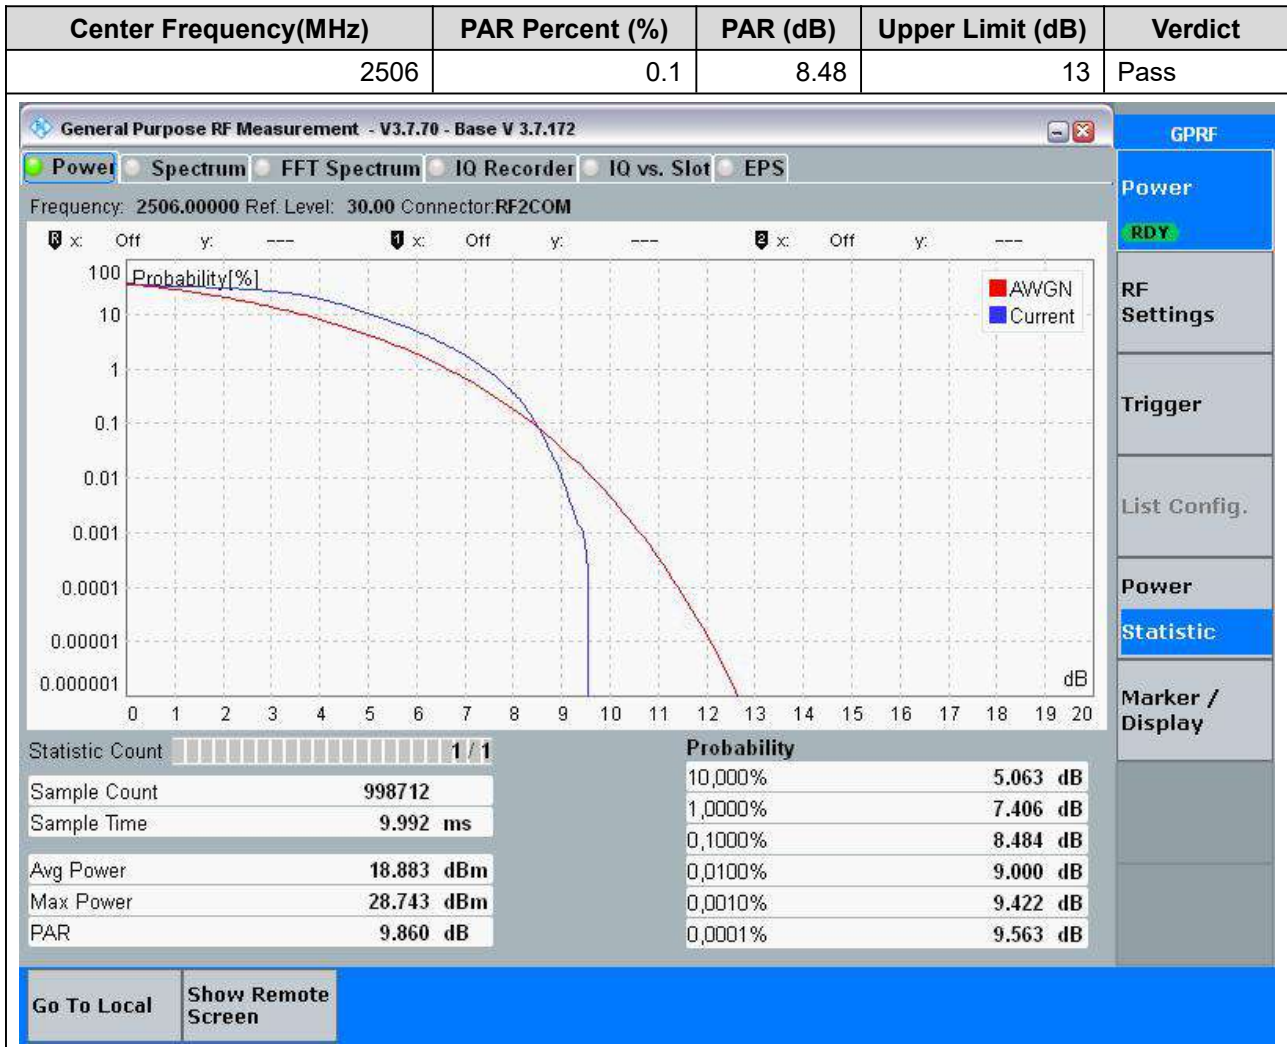 Center Frequency(MHz) PAR Percent (%) PAR (dB) Upper Limit (dB) Verdict
2506 0.1 8.48 13 Pass
General Purpose RF Measurement - V3.7.70 - Base V 3.7.172
GPRF
Power Spectrum FFT Spectrum IQ Recorder IQ vs. Slot EPS
Frequency: 2506.00000 Ref. Level: 30.00 Connector:RF2COM
R x: Off y: --- 1 x: Off y: --- 2 x: Off y: ---
Probability[%]
AWGN
Current
100
10
1
0.1
0.01
0.001
0.0001
0.00001
0.000001
dB
0 1 2 3 4 5 6 7 8 9 10 11 12 13 14 15 16 17 18 19 20
Statistic Count 1 / 1
Sample Count 998712
Sample Time 9.992 ms
Avg Power 18.883 dBm
Max Power 28.743 dBm
PAR 9.860 dB
Probability
10,000% 5.063 dB
1,0000% 7.406 dB
0,1000% 8.484 dB
0,0100% 9.000 dB
0,0010% 9.422 dB
0,0001% 9.563 dB
Power
RDY
RF
Settings
Trigger
List Config.
Power
Statistic
Marker /
Display
Go To Local
Show Remote
Screen